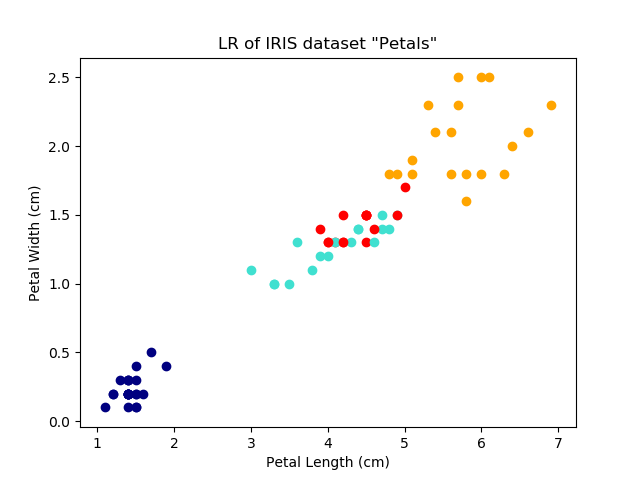 LR of IRIS dataset "Petals"
2.5
2.0
1.5
1.0
0.5
0.0
Petal Width (cm)
1 2 3 4 5 6 7
Petal Length (cm)